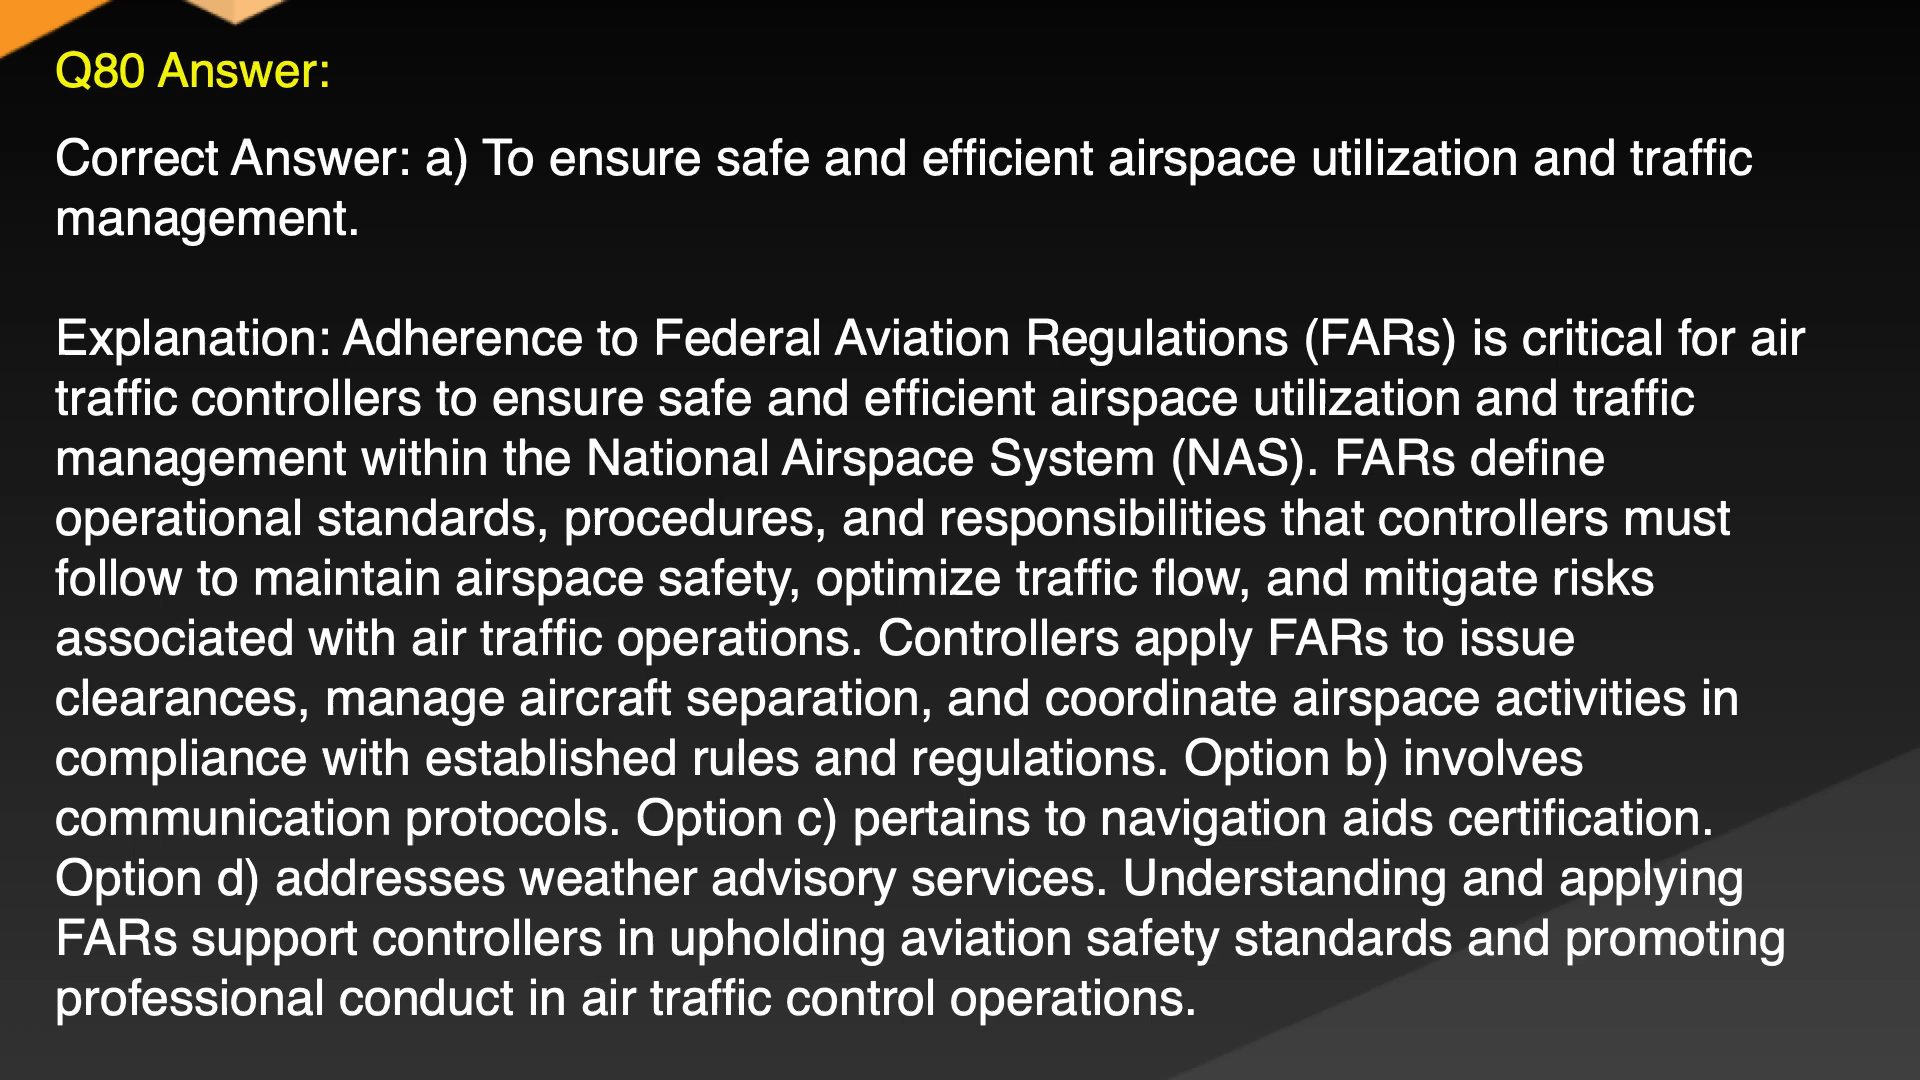 Q80 Answer:
Correct Answer: a) To ensure safe and efficient airspace utilization and traffic
management.
Explanation: Adherence to Federal Aviation Regulations (FARs) is critical for air
traffic controllers to ensure safe and efficient airspace utilization and traffic
management within the National Airspace System (NAS). FARs define
operational standards, procedures, and responsibilities that controllers must
follow to maintain airspace safety, optimize traffic flow, and mitigate risks
associated with air traffic operations. Controllers apply FARs to issue
clearances, manage aircraft separation, and coordinate airspace activities in
compliance with established rules and regulations. Option b) involves
communication protocols. Option c) pertains to navigation aids certification.
Option d) addresses weather advisory services. Understanding and applying
FARs support controllers in upholding aviation safety standards and promoting
professional conduct in air traffic control operations.